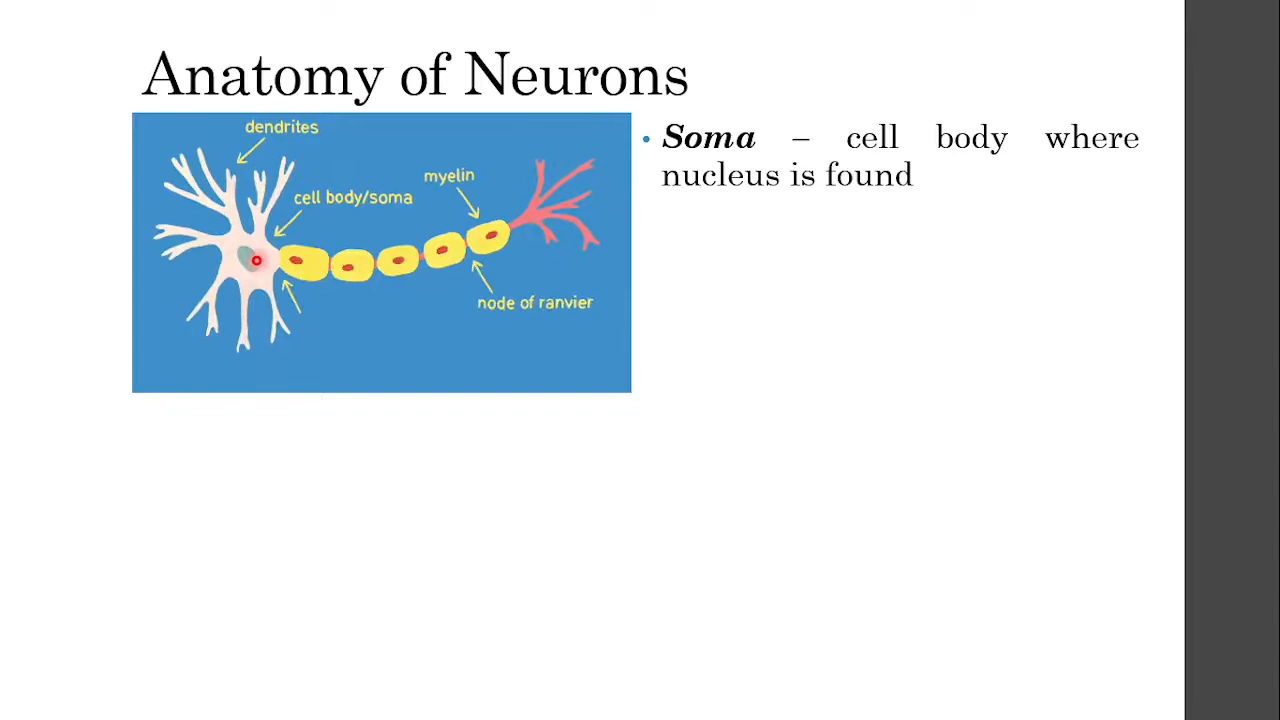 Anatomy of Neurons
dendrites
cell body/soma
myelin
node of ranvier
• Soma – cell body where
nucleus is found